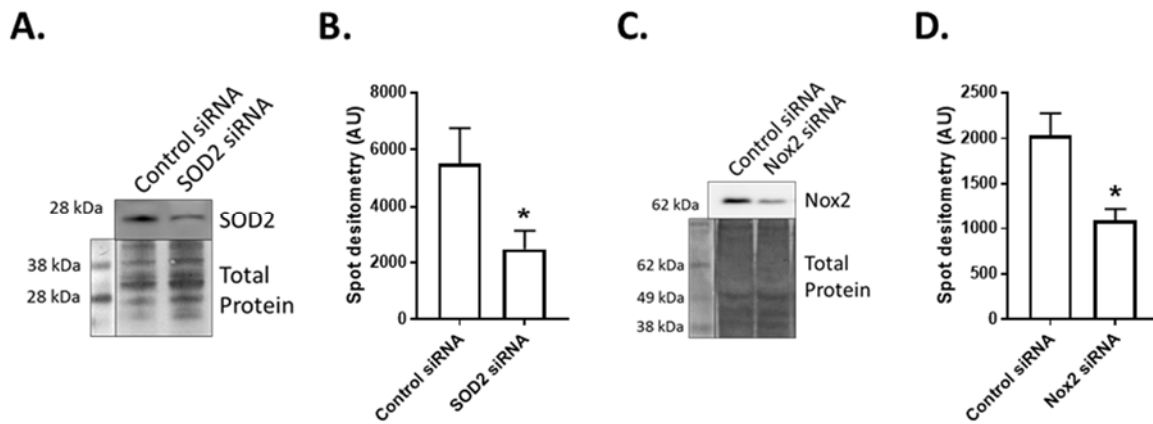 A.
Control siRNA
SOD2 siRNA
28 kDa
SOD2
38 kDa
28 kDa
Total
Protein
B.
Spot desitometry (AU)
8000
6000
4000
2000
0
*
Control siRNA
SOD2 siRNA
C.
Control siRNA
Nox2 siRNA
62 kDa
Nox2
62 kDa
49 kDa
38 kDa
Total
Protein
D.
Spot desitometry (AU)
2500
2000
1500
1000
500
0
*
Control siRNA
Nox2 siRNA